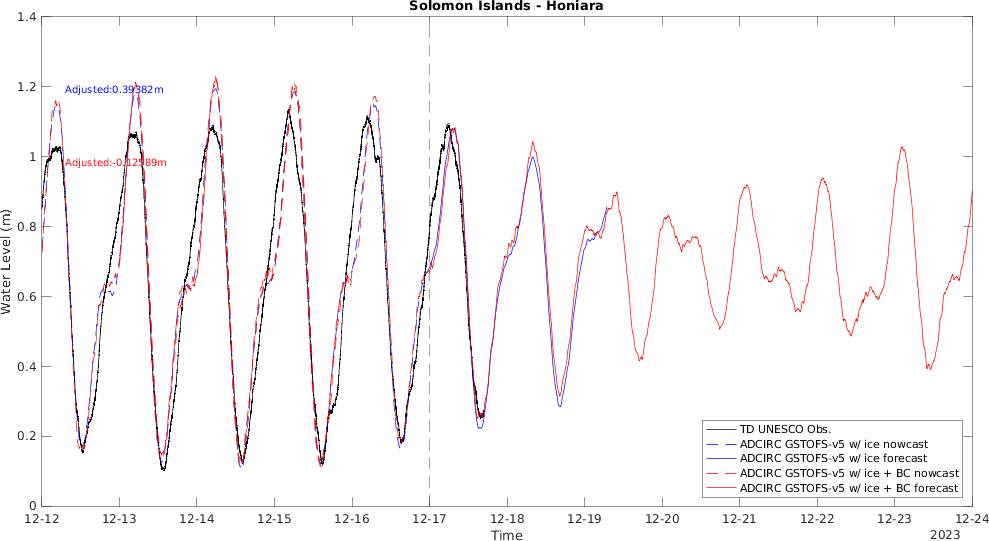 Solomon Islands - Honiara
1.4
1.2
1
0.8
0.6
0.4
0.2
0
Water Level (m)
Adjusted:0.39382m
Adjusted:-0.12589m
TD UNESCO Obs.
ADCIRC GSTOFS-v5 w/ ice nowcast
ADCIRC GSTOFS-v5 w/ ice forecast
ADCIRC GSTOFS-v5 w/ ice + BC nowcast
ADCIRC GSTOFS-v5 w/ ice + BC forecast
12-12 12-13 12-14 12-15 12-16 12-17 12-18 12-19 12-20 12-21 12-22 12-23 12-24
Time
2023